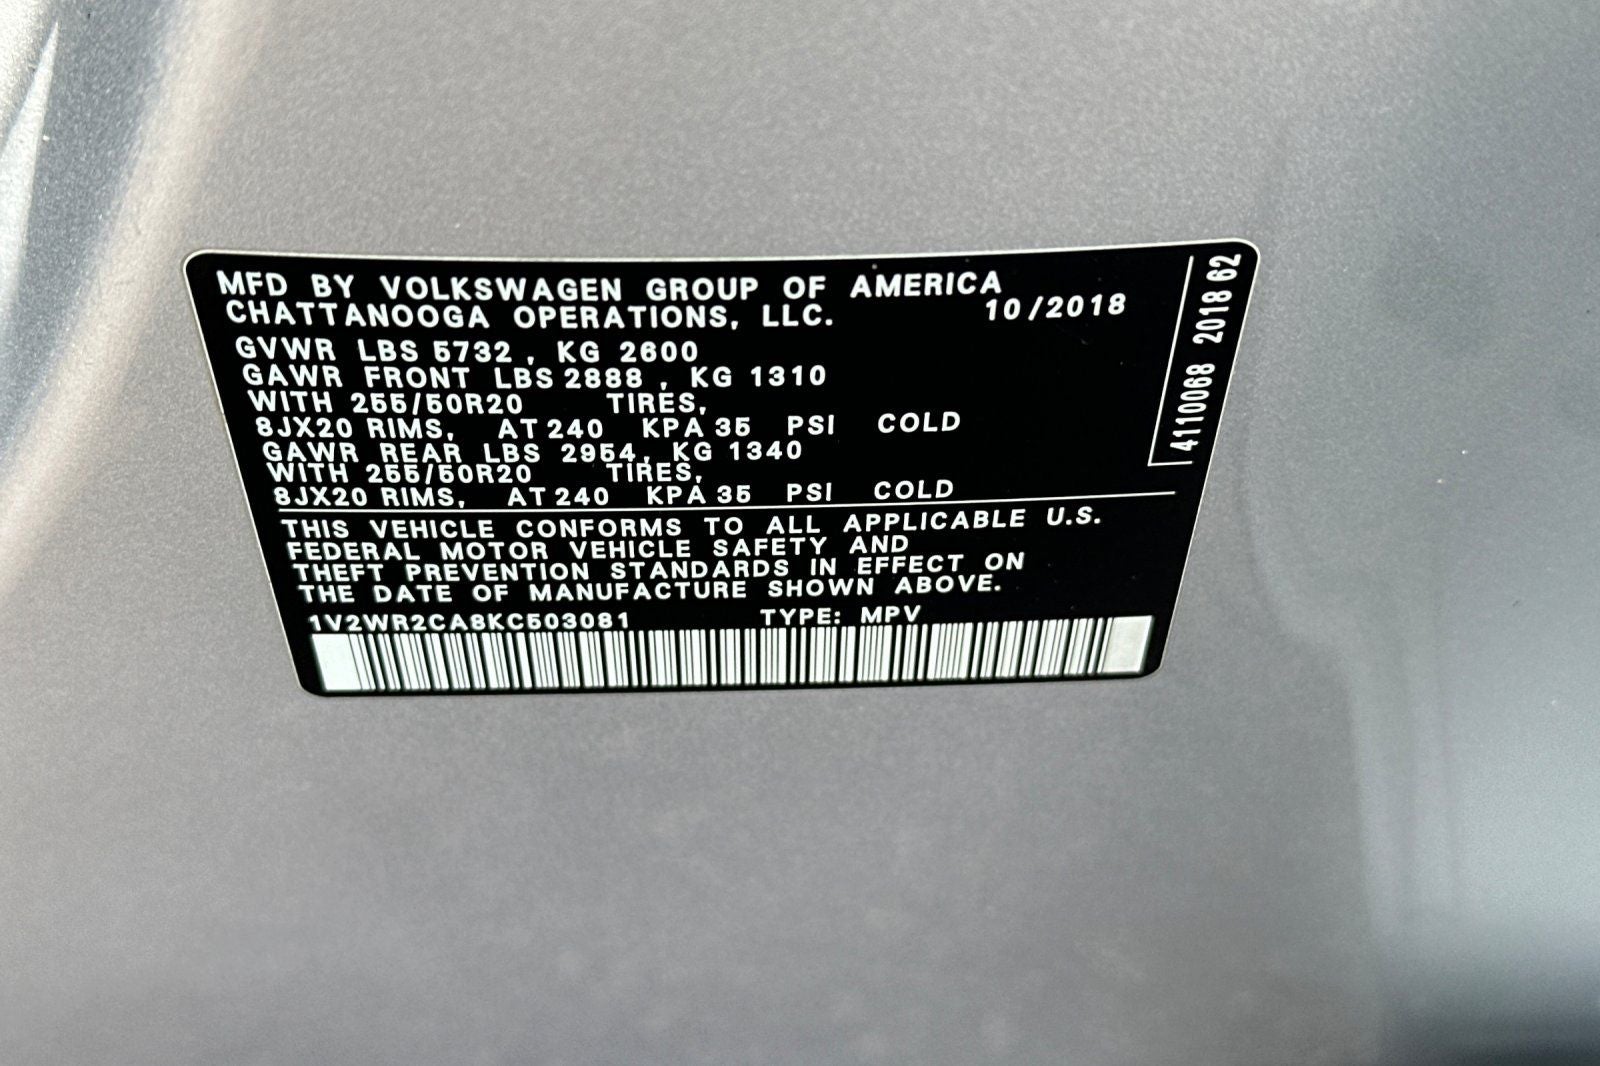 MFD BY VOLKSWAGEN GROUP OF AMERICA
CHATTANOOGA OPERATIONS, LLC. 10/2018
GVWR LBS 5732 , KG 2600
GAWR FRONT LBS 2888 , KG 1310
WITH 255/50R20 TIRES,
8JX20 RIMS, AT 240 KPA 35 PSI COLD
GAWR REAR LBS 2954, KG 1340
WITH 255/50R20 TIRES,
8JX20 RIMS, AT 240 KPA 35 PSI COLD
THIS VEHICLE CONFORMS TO ALL APPLICABLE U.S.
FEDERAL MOTOR VEHICLE SAFETY AND
THEFT PREVENTION STANDARDS IN EFFECT ON
THE DATE OF MANUFACTURE SHOWN ABOVE.
1V2WR2CA8KC503081 TYPE: MPV
4110068 2018 62